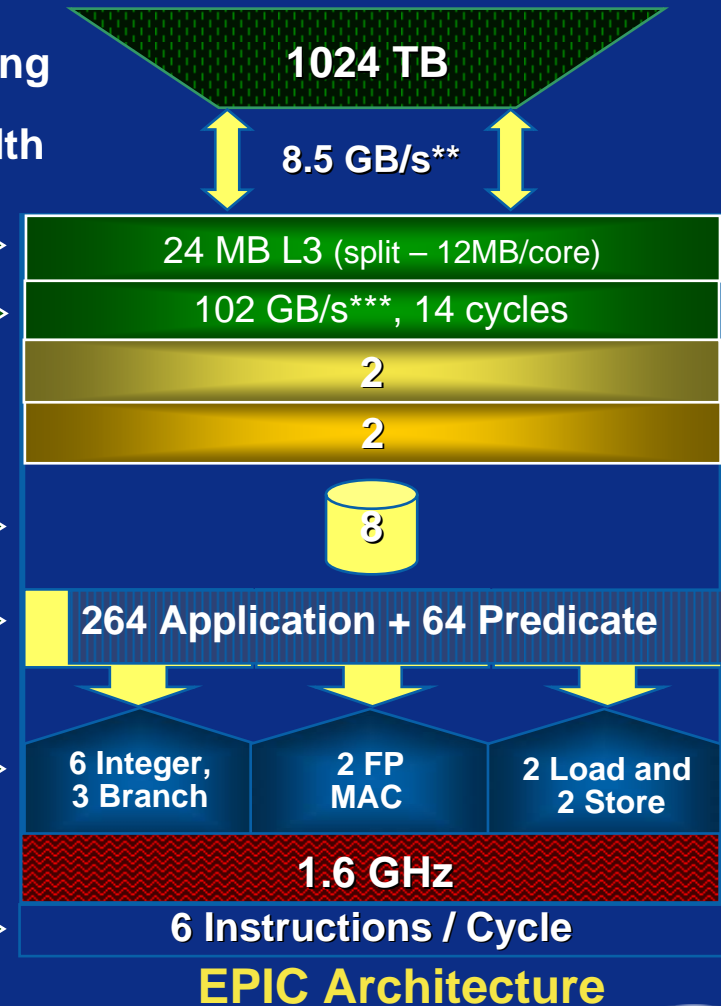 ng
1024 TB
lth
8.5 GB/s**
24 MB L3 (split – 12MB/core)
102 GB/s***, 14 cycles
2
2
8
264 Application + 64 Predicate
6 Integer,
3 Branch
2 FP
MAC
2 Load and
2 Store
1.6 GHz
6 Instructions / Cycle
EPIC Architecture